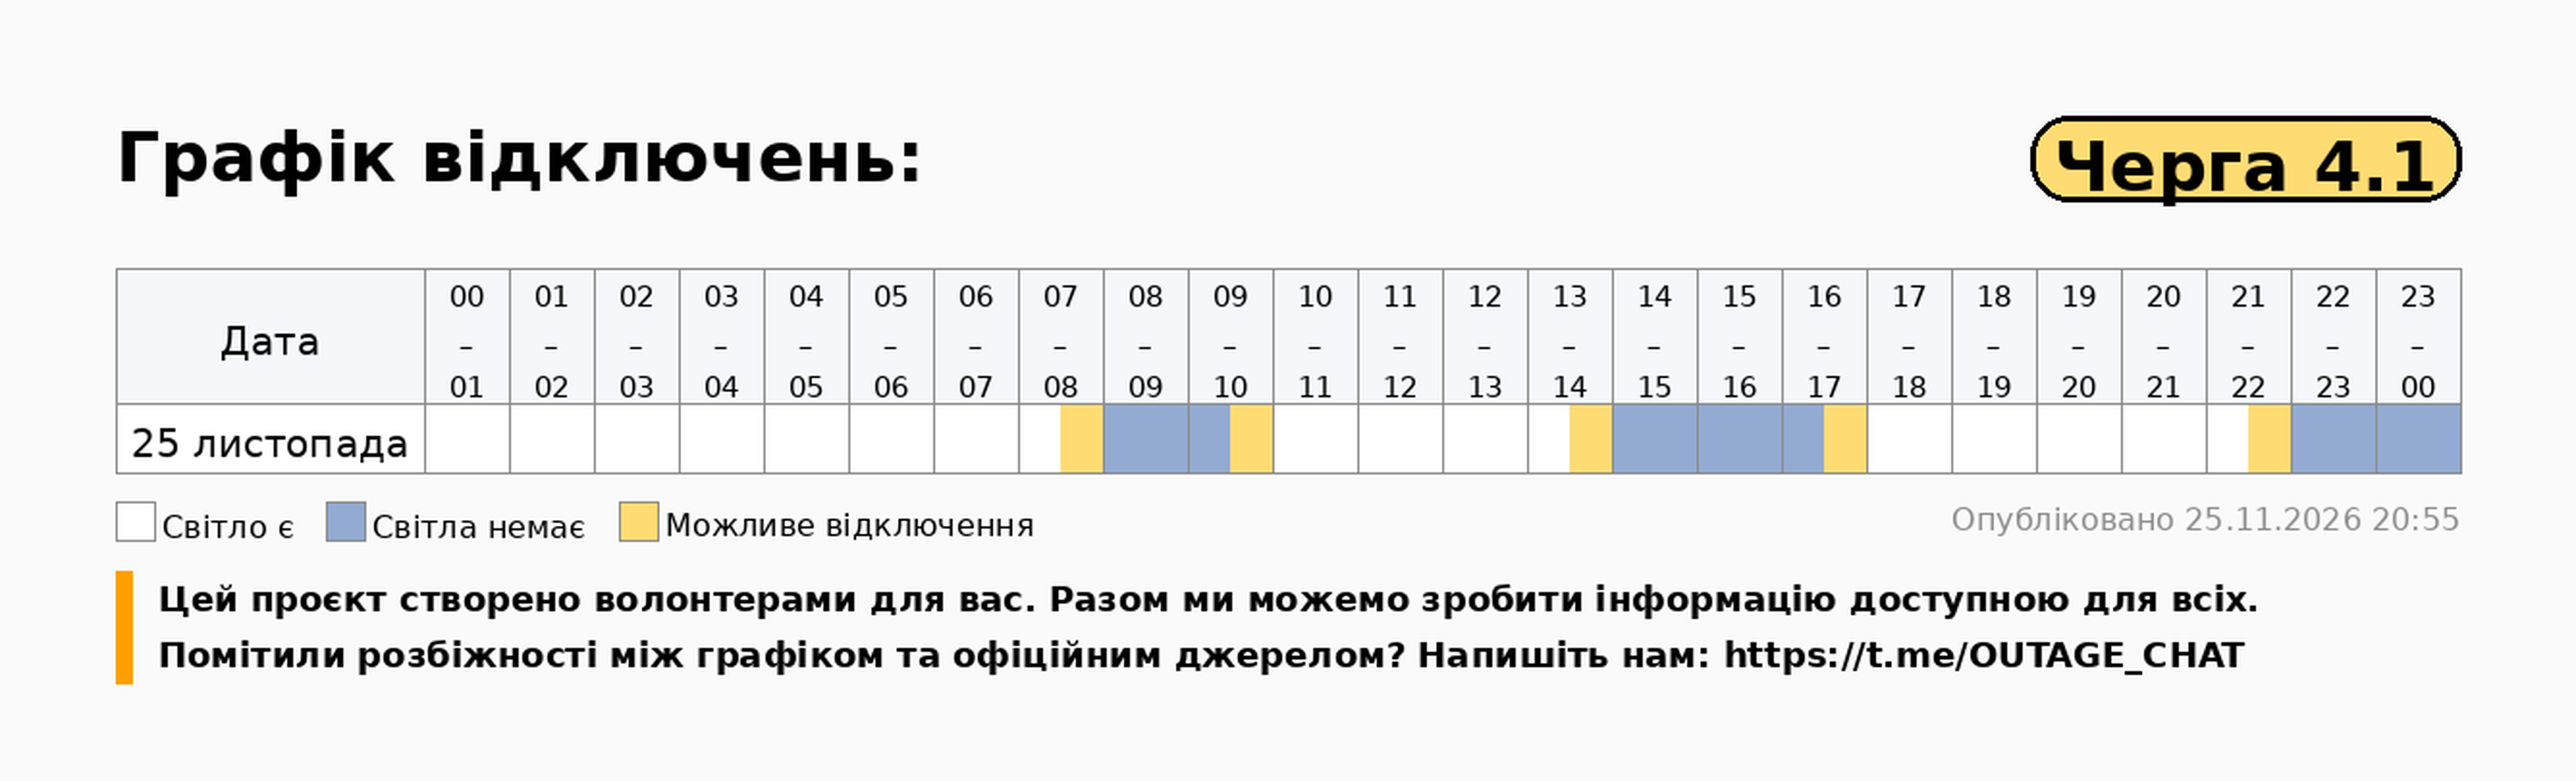 Графік відключень:
Черга 4.1
Дата
00 – 01
01 – 02
02 – 03
03 – 04
04 – 05
05 – 06
06 – 07
07 – 08
08 – 09
09 – 10
10 – 11
11 – 12
12 – 13
13 – 14
14 – 15
15 – 16
16 – 17
17 – 18
18 – 19
19 – 20
20 – 21
21 – 22
22 – 23
23 – 00
25 листопада
Світло є
Світла немає
Можливе відключення
Опубліковано 25.11.2026 20:55
Цей проєкт створено волонтерами для вас. Разом ми можемо зробити інформацію доступною для всіх.
Помітили розбіжності між графіком та офіційним джерелом? Напишіть нам: https://t.me/OUTAGE_CHAT